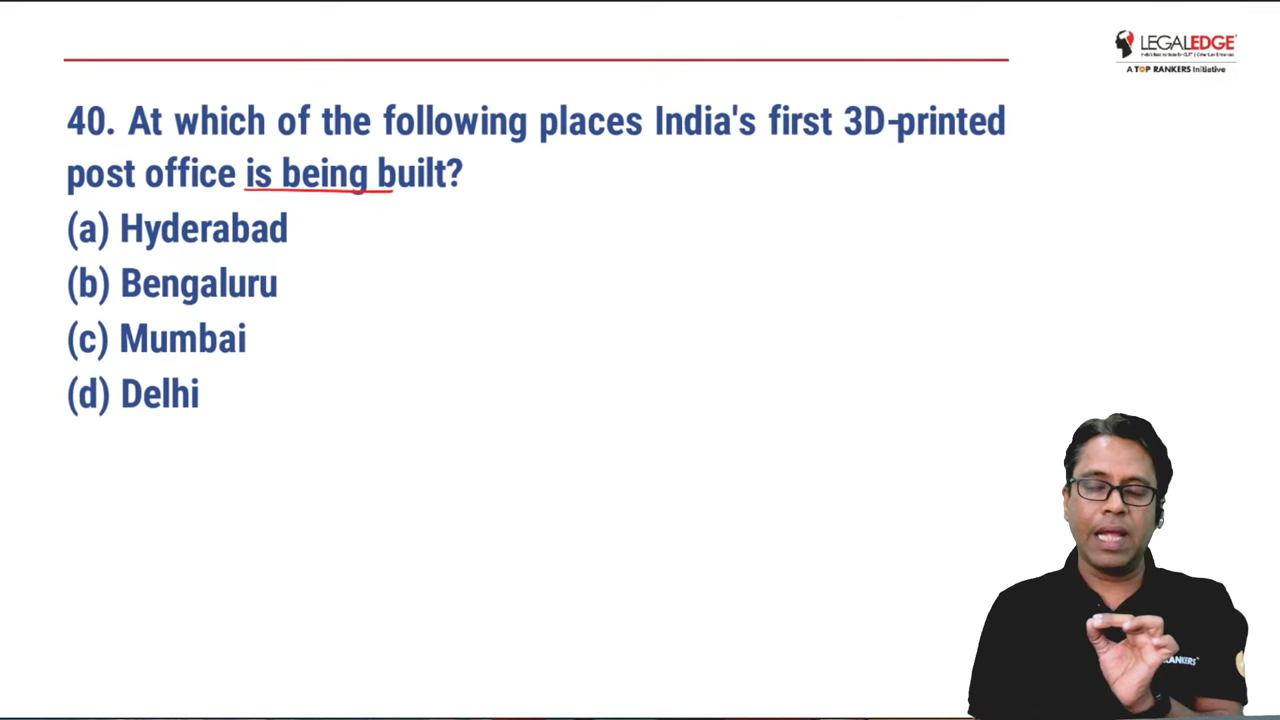 LEGALEDGE
A TOP RANKERS Initiative
40. At which of the following places India's first 3D-printed
post office is being built?
(a) Hyderabad
(b) Bengaluru
(c) Mumbai
(d) Delhi
RANKERS